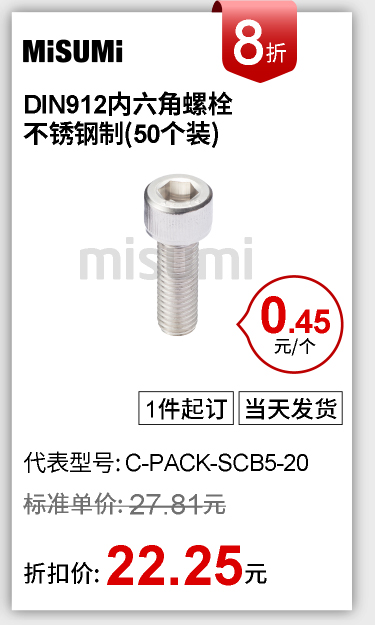 MiSUMi
8折
DIN912内六角螺栓
不锈钢制(50个装)
misumi
0.45
元/个
1件起订 当天发货
代表型号: C-PACK-SCB5-20
标准单价: 27.81元
折扣价: 22.25元